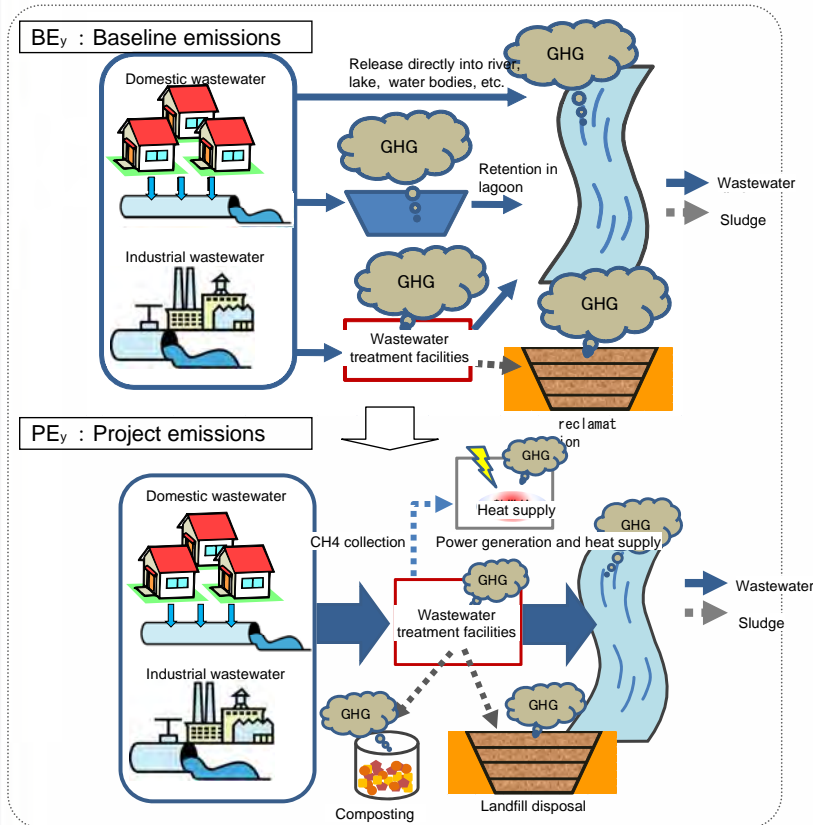 BEy : Baseline emissions
Domestic wastewater
Release directly into river,
lake, water bodies, etc.
GHG
GHG
Retention in
lagoon
Wastewater
Sludge
Industrial wastewater
GHG
GHG
Wastewater
treatment facilities
reclamat
ion
PEy : Project emissions
GHG
Heat supply
Domestic wastewater
CH4 collection
Power generation and heat supply
GHG
GHG
Wastewater
treatment facilities
Wastewater
Sludge
Industrial wastewater
GHG
GHG
Composting
Landfill disposal